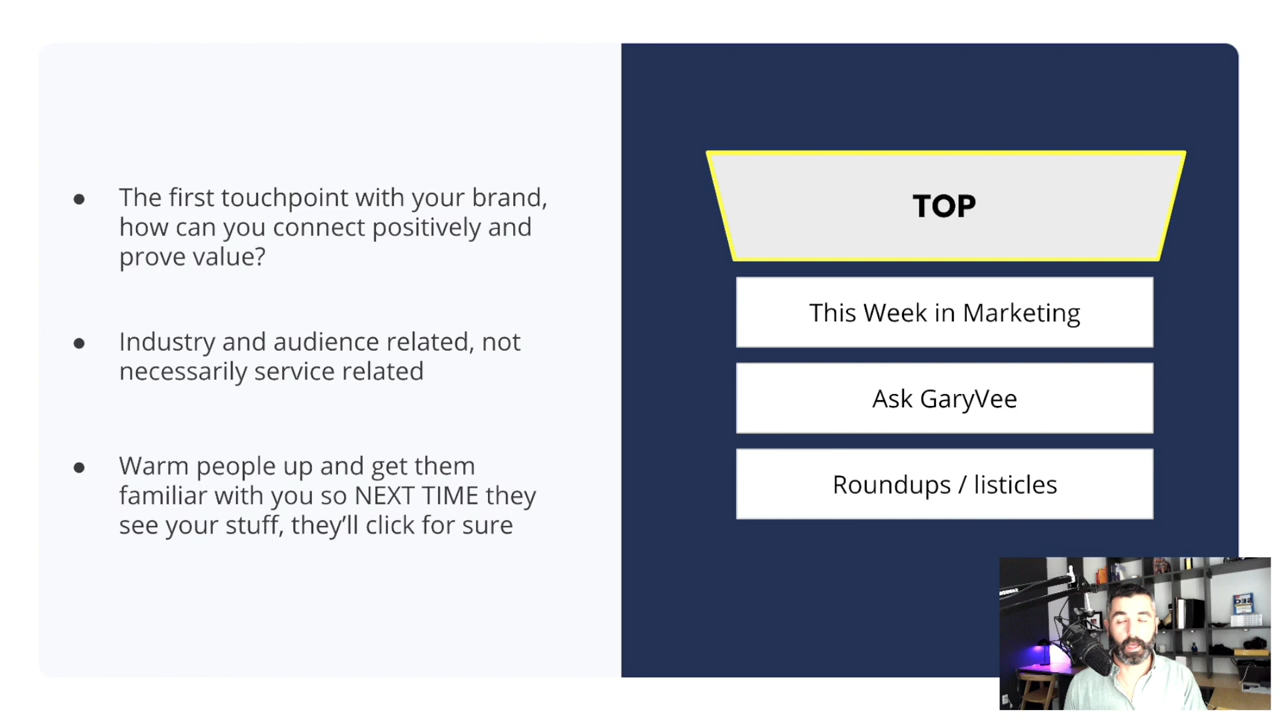 The first touchpoint with your brand,
how can you connect positively and
prove value?
Industry and audience related, not
necessarily service related
Warm people up and get them
familiar with you so NEXT TIME they
see your stuff, they'll click for sure
TOP
This Week in Marketing
Ask GaryVee
Roundups / listicles